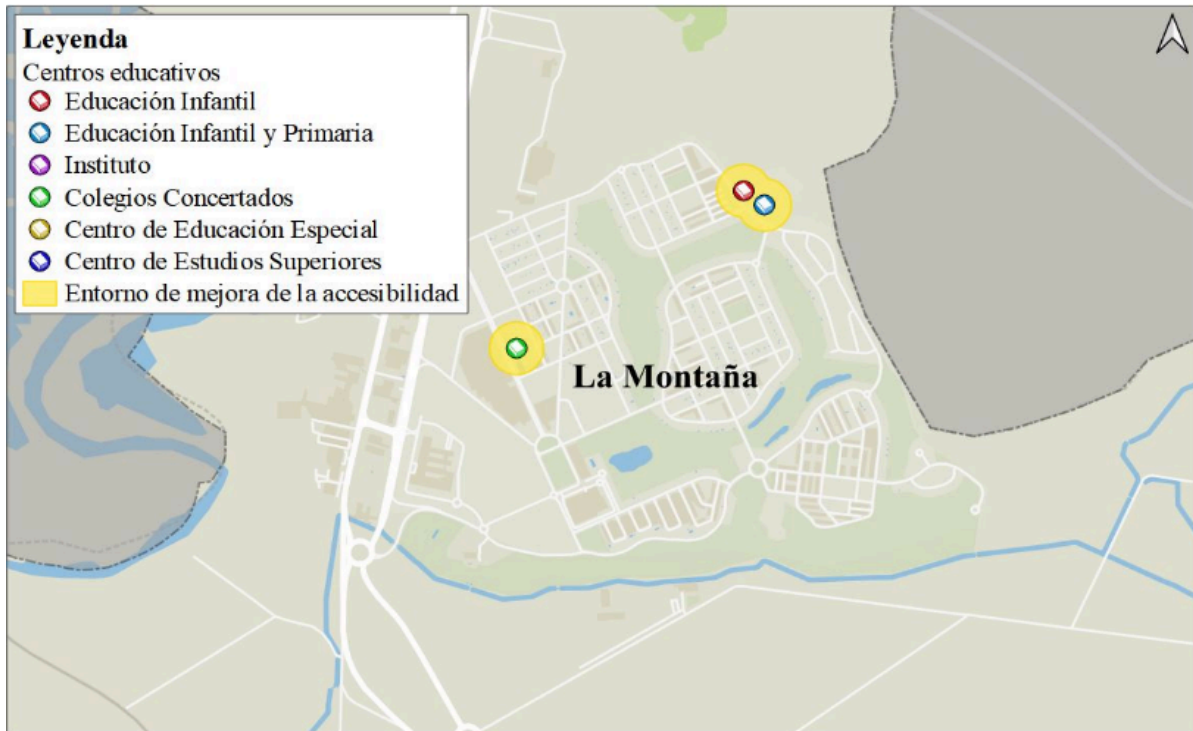 Leyenda
Centros educativos
Educación Infantil
Educación Infantil y Primaria
Instituto
Colegios Concertados
Centro de Educación Especial
Centro de Estudios Superiores
Entorno de mejora de la accesibilidad
La Montaña